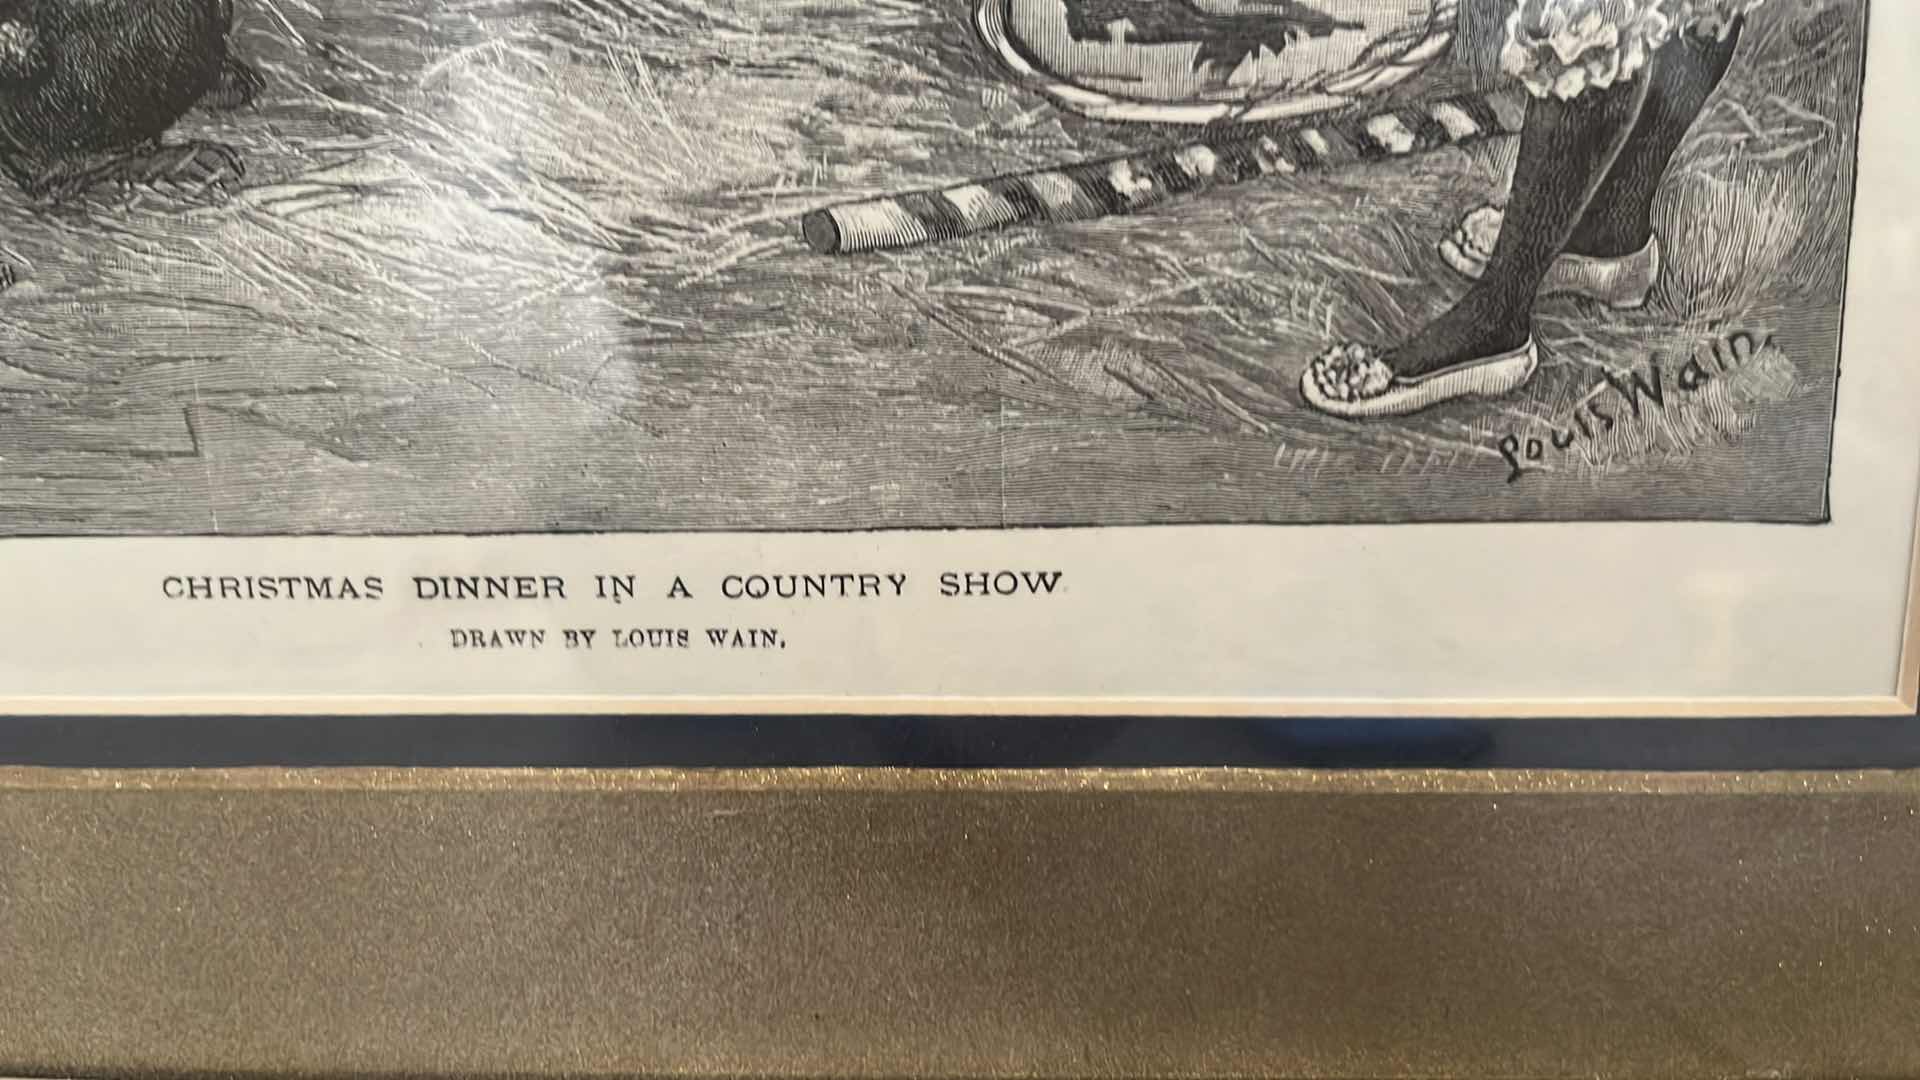 Louis Wain.
CHRISTMAS DINNER IN A COUNTRY SHOW.
DRAWN BY LOUIS WAIN.